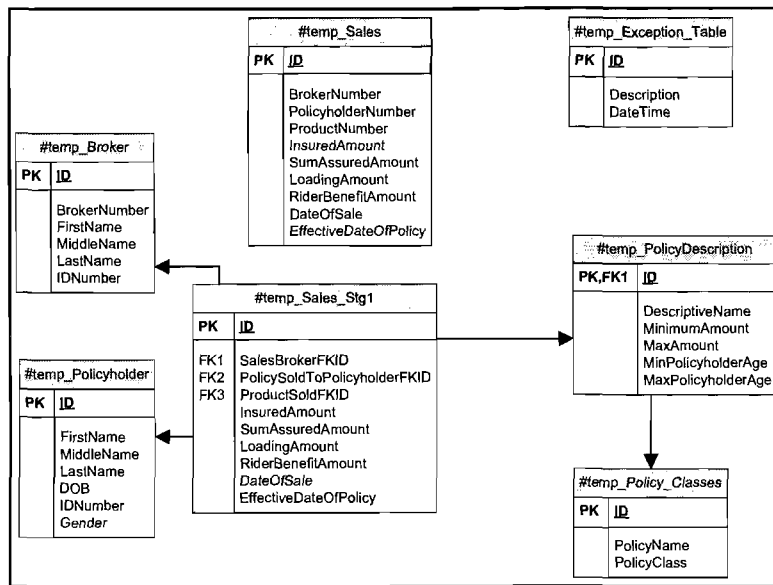 #temp_Sales
PK ID
BrokerNumber
PolicyholderNumber
ProductNumber
InsuredAmount
SumAssuredAmount
LoadingAmount
RiderBenefitAmount
DateOfSale
EffectiveDateOfPolicy
#temp_Exception_Table
PK ID
Description
DateTime
#temp_Broker
PK ID
BrokerNumber
FirstName
MiddleName
LastName
IDNumber
#temp_Sales_Stg1
PK ID
FK1 SalesBrokerFKID
FK2 PolicySoldToPolicyholderFKID
FK3 ProductSoldFKID
InsuredAmount
SumAssuredAmount
LoadingAmount
RiderBenefitAmount
DateOfSale
EffectiveDateOfPolicy
#temp_PolicyDescription
PK,FK1 ID
DescriptiveName
MinimumAmount
MaxAmount
MinPolicyholderAge
MaxPolicyholderAge
#temp_Policyholder
PK ID
FirstName
MiddleName
LastName
DOB
IDNumber
Gender
#temp_Policy_Classes
PK ID
PolicyName
PolicyClass